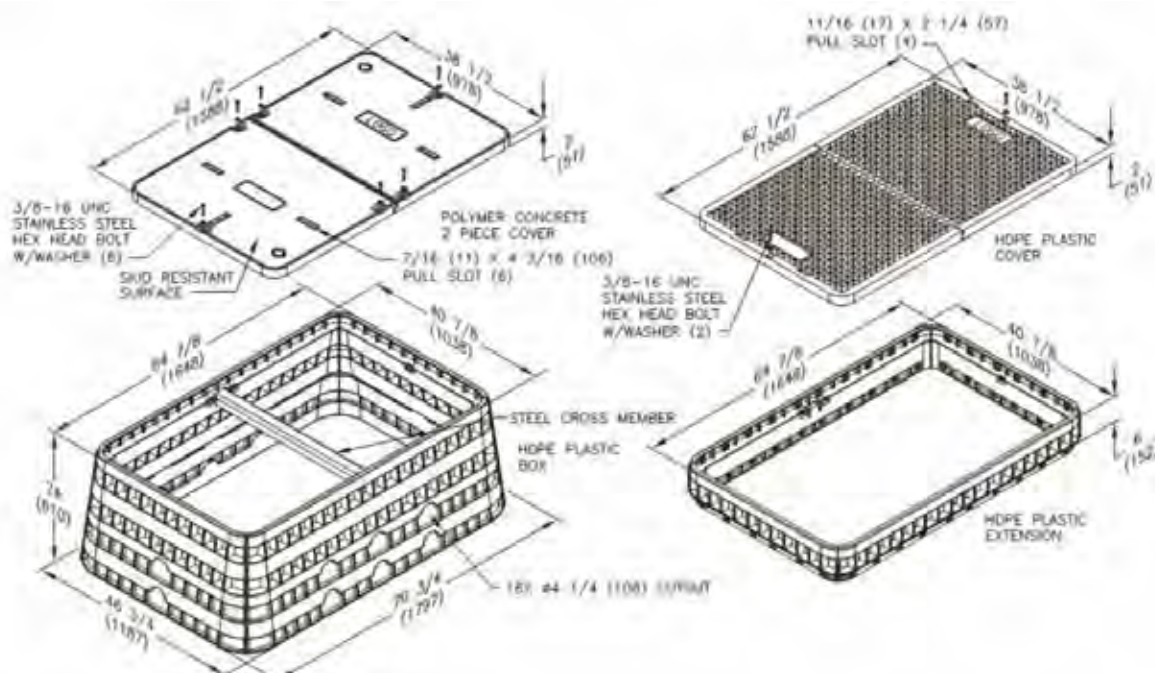 62 1/2
(1588)
38 1/2
(978)
2
(51)
3/8-16 UNC
STAINLESS STEEL
HEX HEAD BOLT
W/WASHER (8)
SKID RESISTANT
SURFACE
POLYMER CONCRETE
2 PIECE COVER
7/16 (11) X 4 3/16 (106)
PULL SLOT (6)
11/16 (17) X 2 1/4 (57)
PULL SLOT (4)
62 1/2
(1588)
38 1/2
(978)
2
(51)
HDPE PLASTIC
COVER
3/8-16 UNC
STAINLESS STEEL
HEX HEAD BOLT
W/WASHER (2)
64 7/8
(1648)
40 7/8
(1038)
STEEL CROSS MEMBER
HDPE PLASTIC
BOX
(610)
46 3/4
(1187)
70 3/4
(1797)
4 1/4 (108)
64 7/8
(1648)
40 7/8
(1038)
6
HDPE PLASTIC
EXTENSION